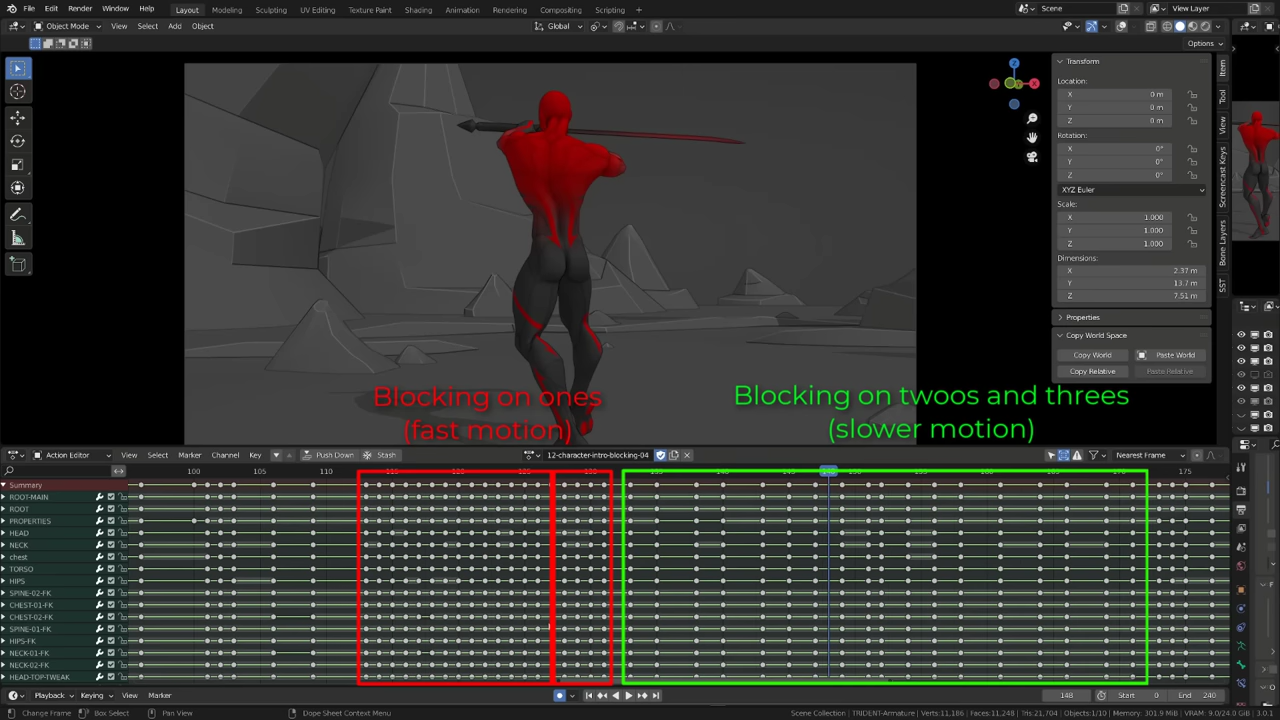 File Edit Render Window Help Layout Modeling Sculpting UV Editing Texture Paint Shading Animation Rendering Compositing Scripting + Scene View Layer
Object Mode View Select Add Object Global
Options
Transform
Location:
X 0 m
Y 0 m
Z 0 m
Rotation:
X 0°
Y 0°
Z 0°
XYZ Euler
Scale:
X 1.000
Y 1.000
Z 1.000
Dimensions:
X 2.37 m
Y 13.7 m
Z 7.51 m
Properties
Copy World Space
Copy World Paste World
Copy Relative Paste Relative
Item
Tool
View
Screencast Keys
Bone Layers
SST
Blocking on ones
(fast motion)
Blocking on twoos and threes
(slower motion)
Action Editor View Select Marker Channel Key Push Down Stash 12-character-intro-blocking-04 Nearest Frame
100 105 110 115 120 125 135 145 148 150 175
Summary
ROOT-MAIN
ROOT
PROPERTIES
HEAD
NECK
chest
TORSO
HIPS
SPINE-02-FK
CHEST-01-FK
CHEST-02-FK
SPINE-01-FK
HIPS-FK
NECK-01-FK
NECK-02-FK
HEAD-TOP-TWEAK
Playback Keying View Marker 148 Start 0 End 240
Change Frame Box Select Pan View Dope Sheet Context Menu Scene Collection | TRIDENT-Armature | Verts:11,186 | Faces:11,248 | Tris:21,704 | Objects:1/10 | Memory: 301.9 MiB | VRAM: 9.0/24.0 GiB | 3.0.1